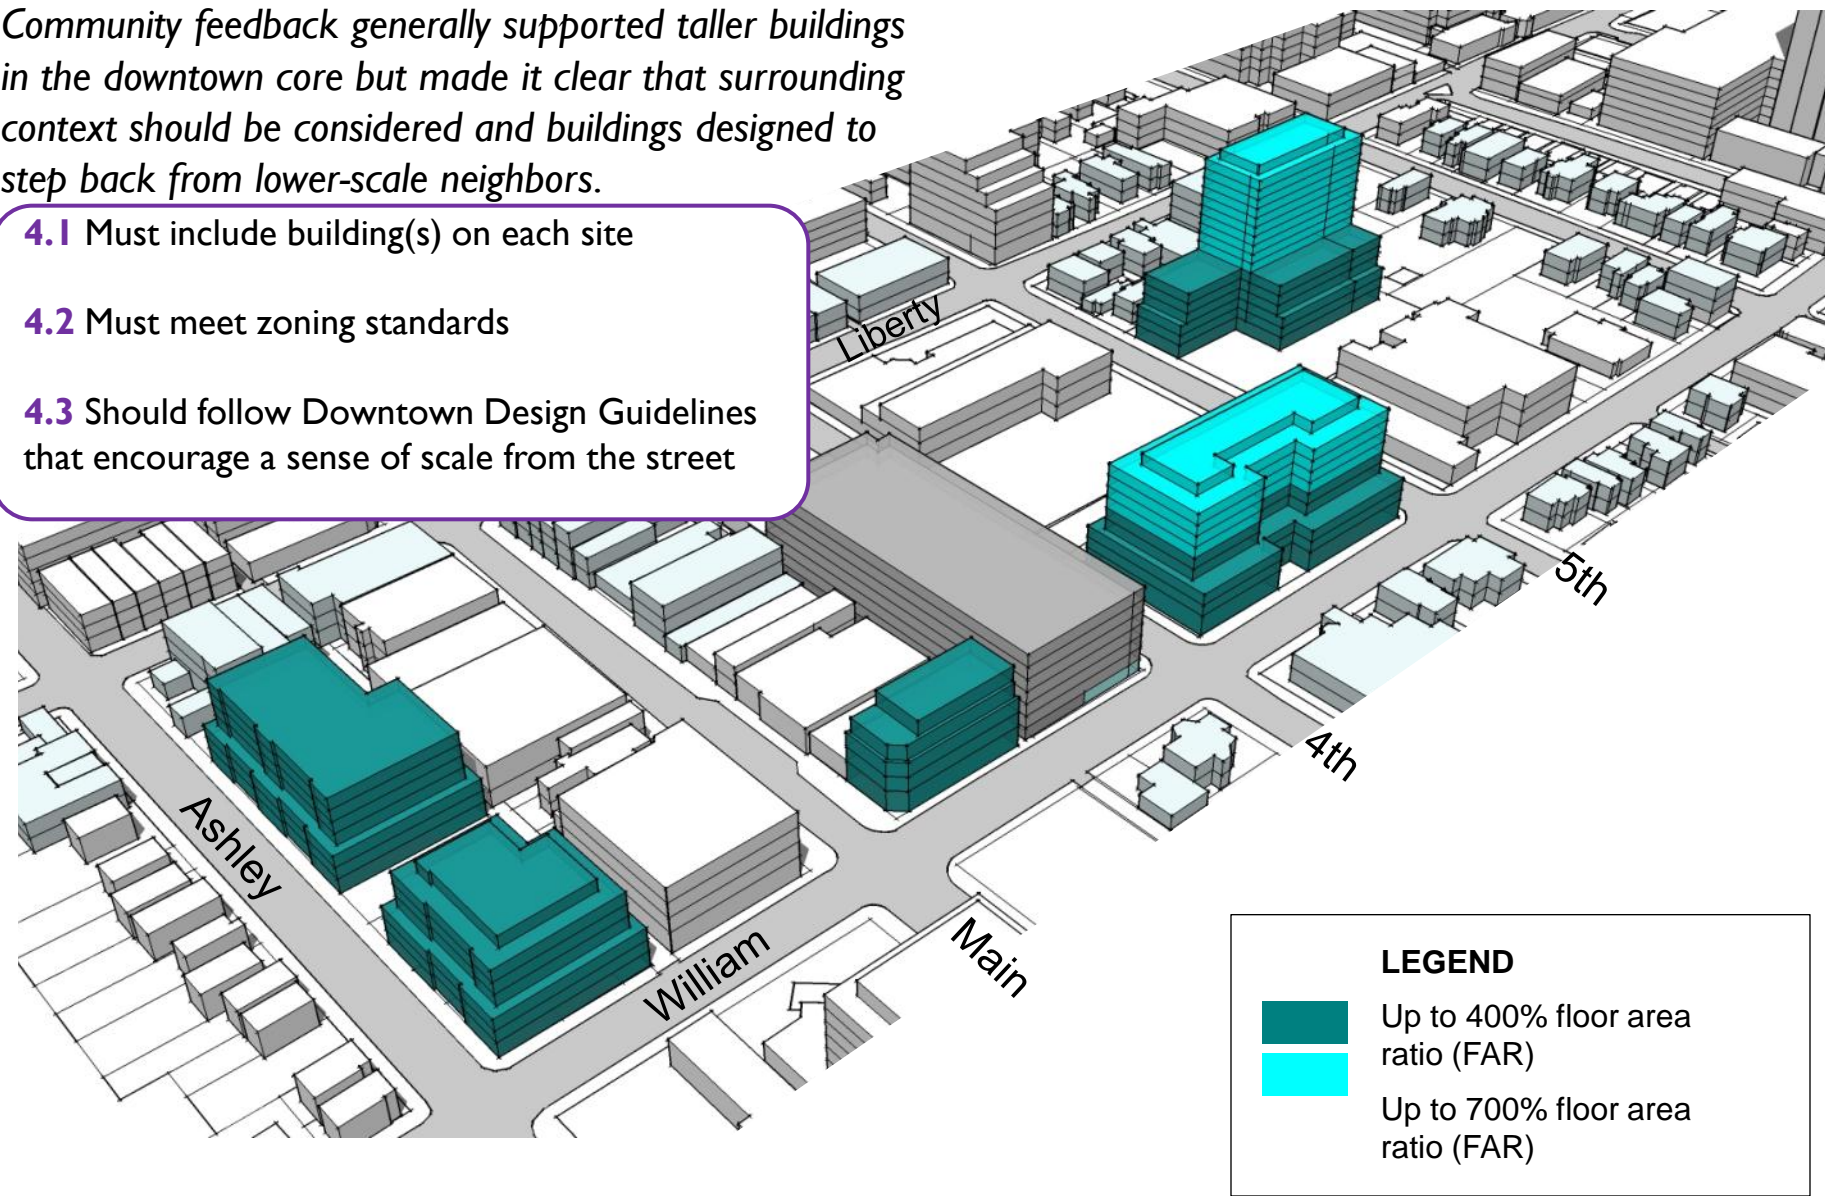 Community feedback generally supported taller buildings
in the downtown core but made it clear that surrounding
context should be considered and buildings designed to
step back from lower-scale neighbors.
4.1 Must include building(s) on each site
4.2 Must meet zoning standards
4.3 Should follow Downtown Design Guidelines
that encourage a sense of scale from the street
Liberty
5th
4th
Ashley
Main
William
LEGEND
Up to 400% floor area
ratio (FAR)
Up to 700% floor area
ratio (FAR)